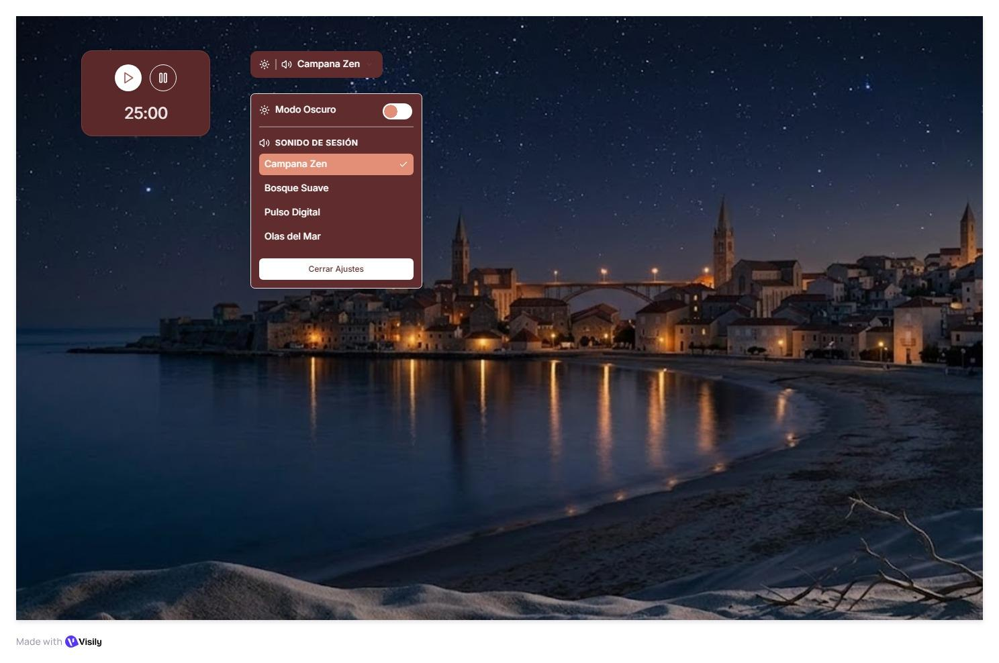 25:00
Campana Zen
Modo Oscuro
SONIDO DE SESIÓN
Campana Zen
Bosque Suave
Pulso Digital
Olas del Mar
Cerrar Ajustes
Made with Visily